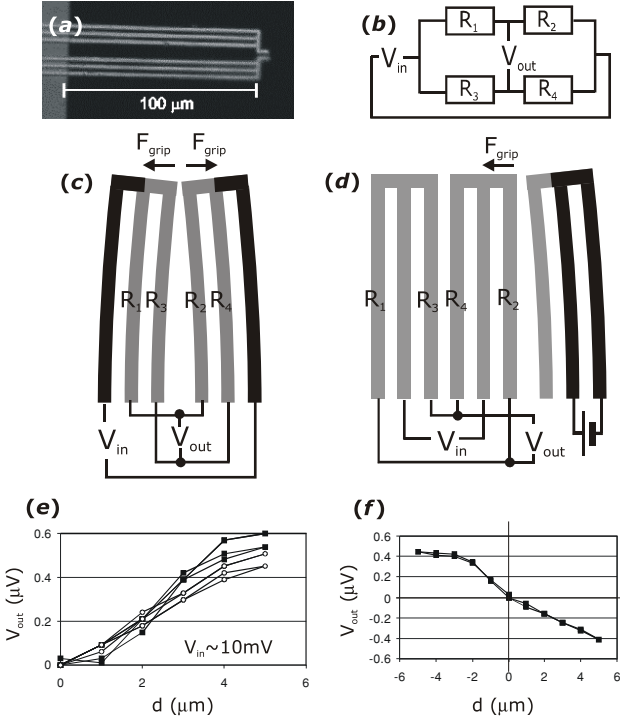 (a)
100 μm
(b)
R1 R2
Vin Vout
R3 R4
(c)
Fgrip Fgrip
R1 R3 R2 R4
Vin Vout
(d)
Fgrip
R1 R3 R4 R2
Vin Vout
(e)
Vout (μV)
0.6
0.4
0.2
0
0 2 4 6
Vin~10mV
d (μm)
(f)
Vout (μV)
0.6
0.4
0.2
0
-0.2
-0.4
-0.6
-6 -4 -2 0 2 4 6
d (μm)